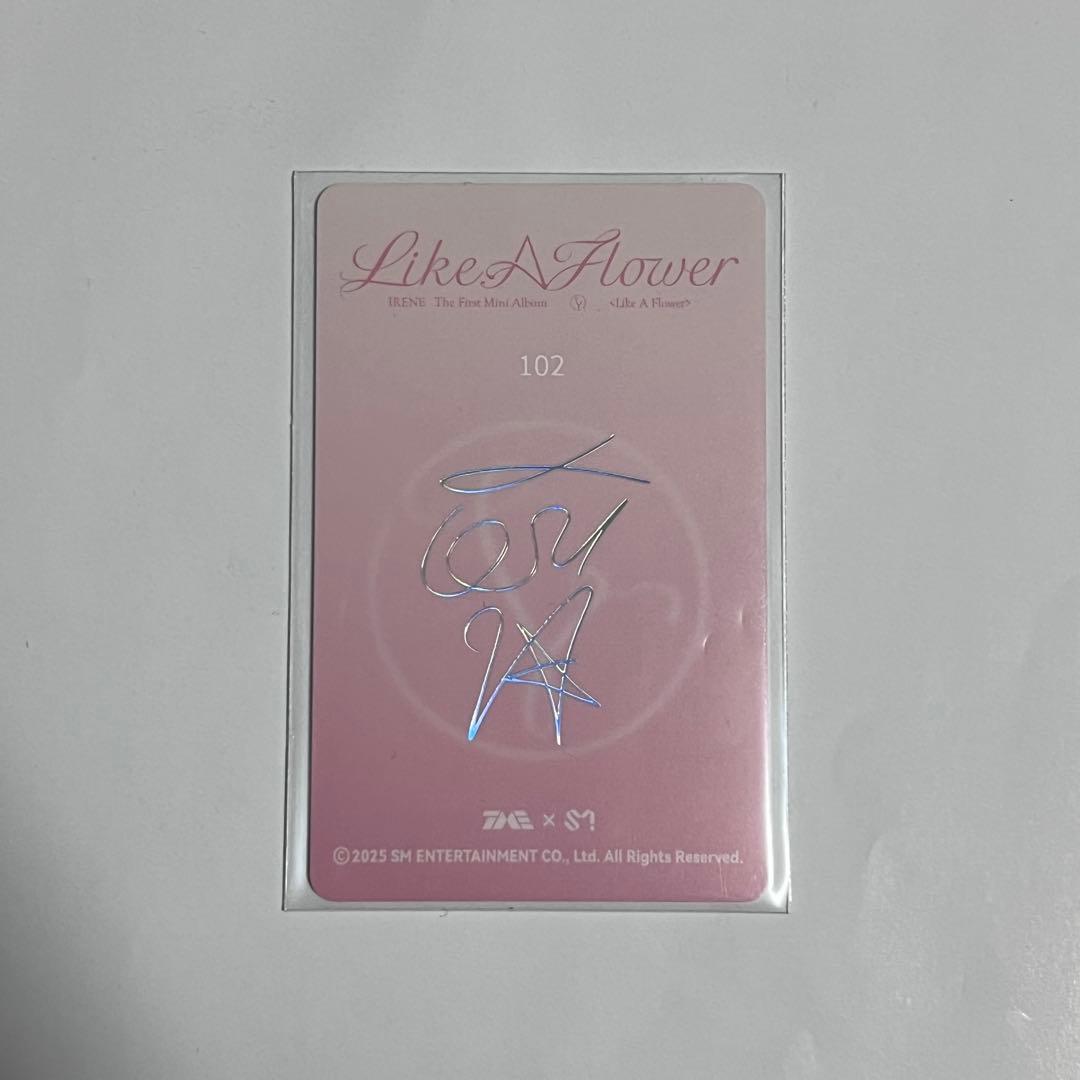 Like A Flower
IRENE The First Mini Album <Like A Flower>
102
× SM
©2025 SM ENTERTAINMENT CO., Ltd. All Rights Reserved.